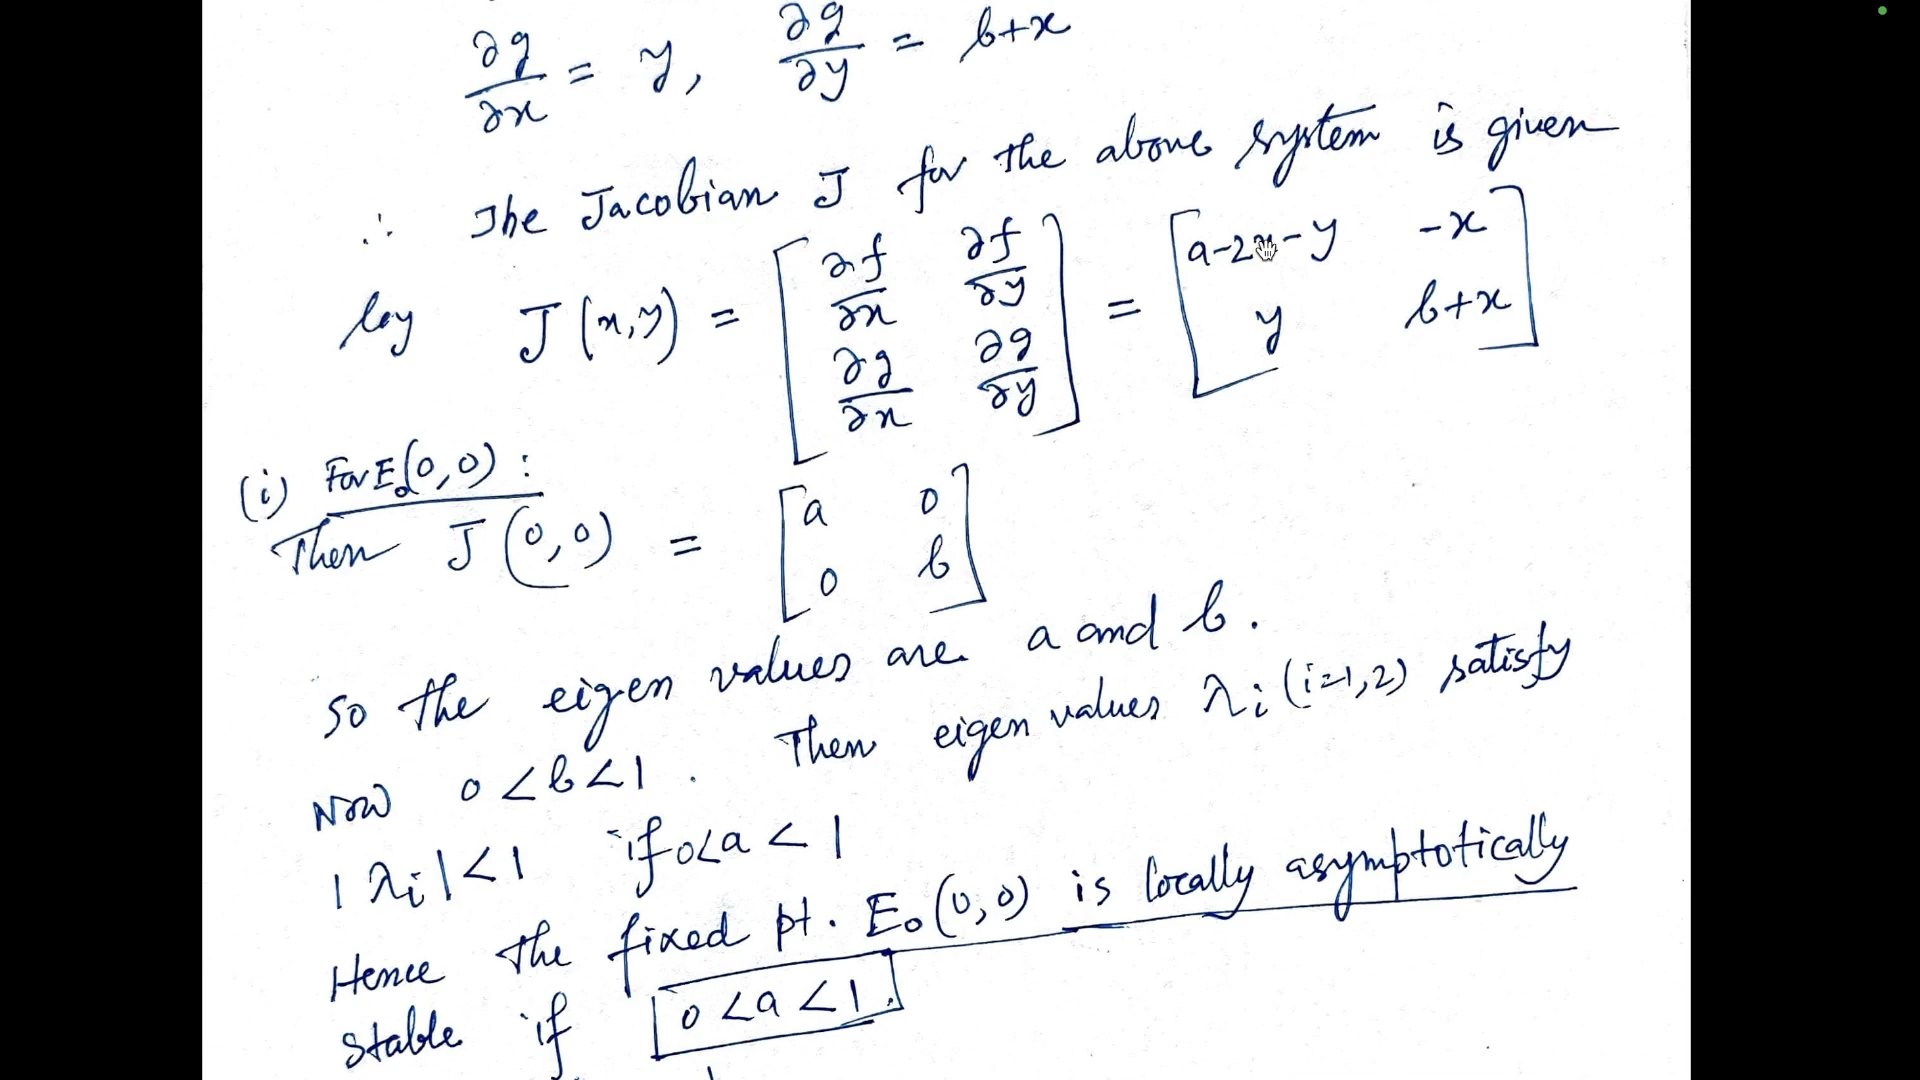 ∂g/∂x = y, ∂g/∂y = b+x
∴ The Jacobian J for the above system is given
by J(x,y) = [∂f/∂x ∂f/∂y; ∂g/∂x ∂g/∂y] = [a-2x-y -x; y b+x]
(i) For E₀(0,0):
Then J(0,0) = [a 0; 0 b]
So the eigen values are a and b.
Now 0<b<1. Then eigen values λᵢ (i=1,2) satisfy
|λᵢ|<1 if 0<a<1
Hence the fixed pt. E₀(0,0) is locally asymptotically
stable if 0<a<1.